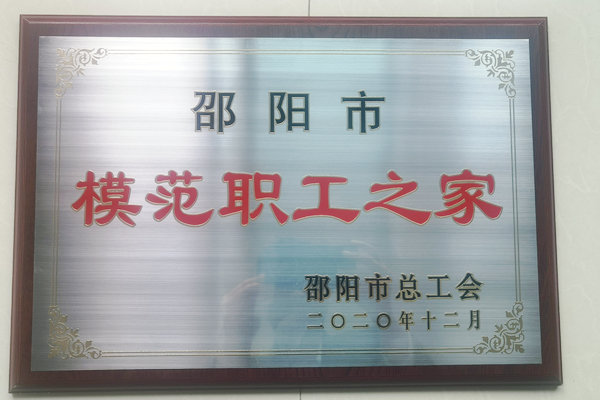 邵阳市
模范职工之家
邵阳市总工会
二〇二〇年十二月